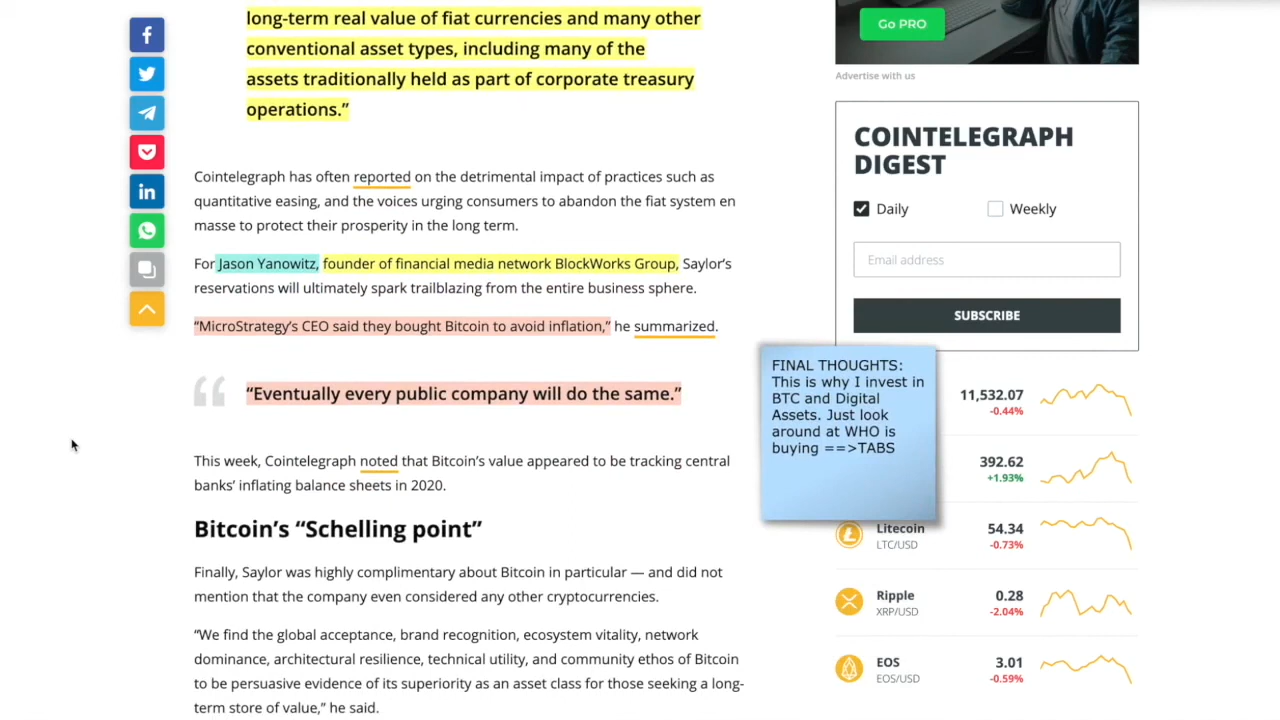 long-term real value of fiat currencies and many other
conventional asset types, including many of the
assets traditionally held as part of corporate treasury
operations.”
Cointelegraph has often reported on the detrimental impact of practices such as
quantitative easing, and the voices urging consumers to abandon the fiat system en
masse to protect their prosperity in the long term.
For Jason Yanowitz, founder of financial media network BlockWorks Group, Saylor’s
reservations will ultimately spark trailblazing from the entire business sphere.
“MicroStrategy’s CEO said they bought Bitcoin to avoid inflation,” he summarized.
“Eventually every public company will do the same.”
This week, Cointelegraph noted that Bitcoin’s value appeared to be tracking central
banks’ inflating balance sheets in 2020.
Bitcoin’s “Schelling point”
Finally, Saylor was highly complimentary about Bitcoin in particular — and did not
mention that the company even considered any other cryptocurrencies.
“We find the global acceptance, brand recognition, ecosystem vitality, network
dominance, architectural resilience, technical utility, and community ethos of Bitcoin
to be persuasive evidence of its superiority as an asset class for those seeking a long-
term store of value,” he said.
Go PRO
Advertise with us
COINTELEGRAPH
DIGEST
Daily
Weekly
Email address
SUBSCRIBE
FINAL THOUGHTS:
This is why I invest in
BTC and Digital
Assets. Just look
around at WHO is
buying ==>TABS
11,532.07
-0.44%
392.62
+1.93%
Litecoin 54.34
LTC/USD -0.73%
Ripple 0.28
XRP/USD -2.04%
EOS 3.01
EOS/USD -0.59%